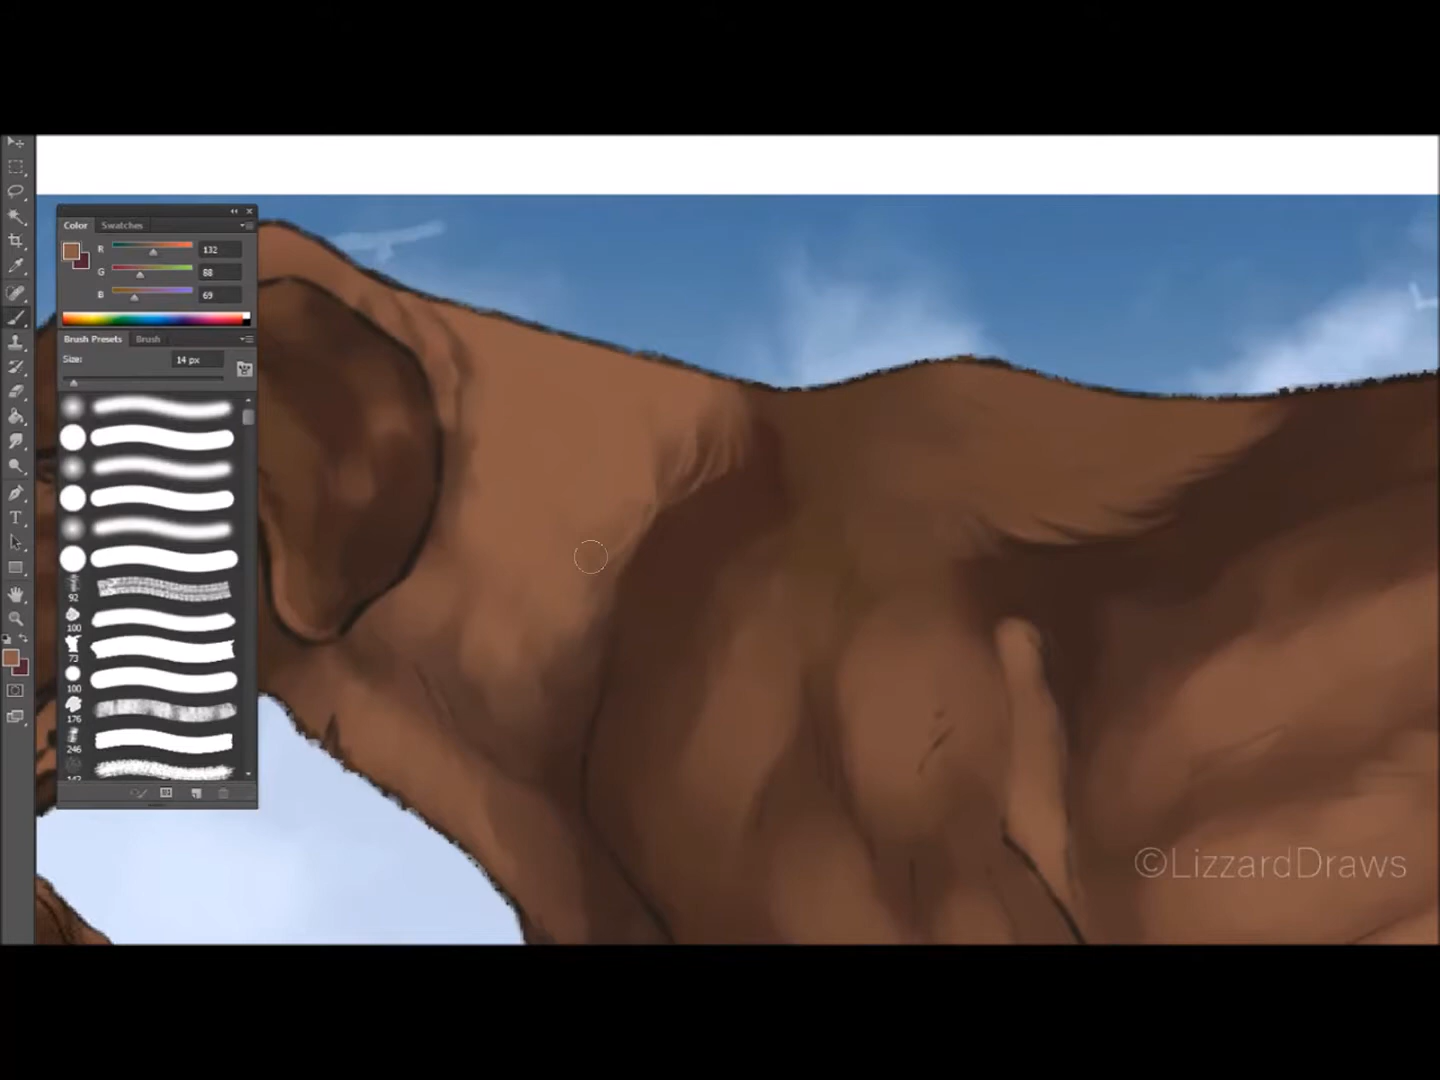 Color Swatches
R 132
G 88
B 69
Brush Presets Brush
Size: 14 px
92
100
73
100
176
246
©LizzardDraws